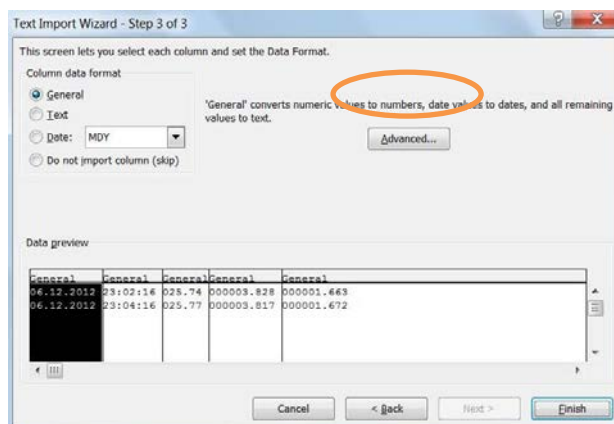 Text Import Wizard - Step 3 of 3
This screen lets you select each column and set the Data Format.
Column data format
General
Text
Date: MDY
Do not import column (skip)
'General' converts numeric values to numbers, date values to dates, and all remaining
values to text.
Advanced...
Data preview
General General General General General
06.12.2012 23:02:16 025.74 000003.828 000001.663
06.12.2012 23:04:16 025.77 000003.817 000001.672
Cancel < Back Next > Finish